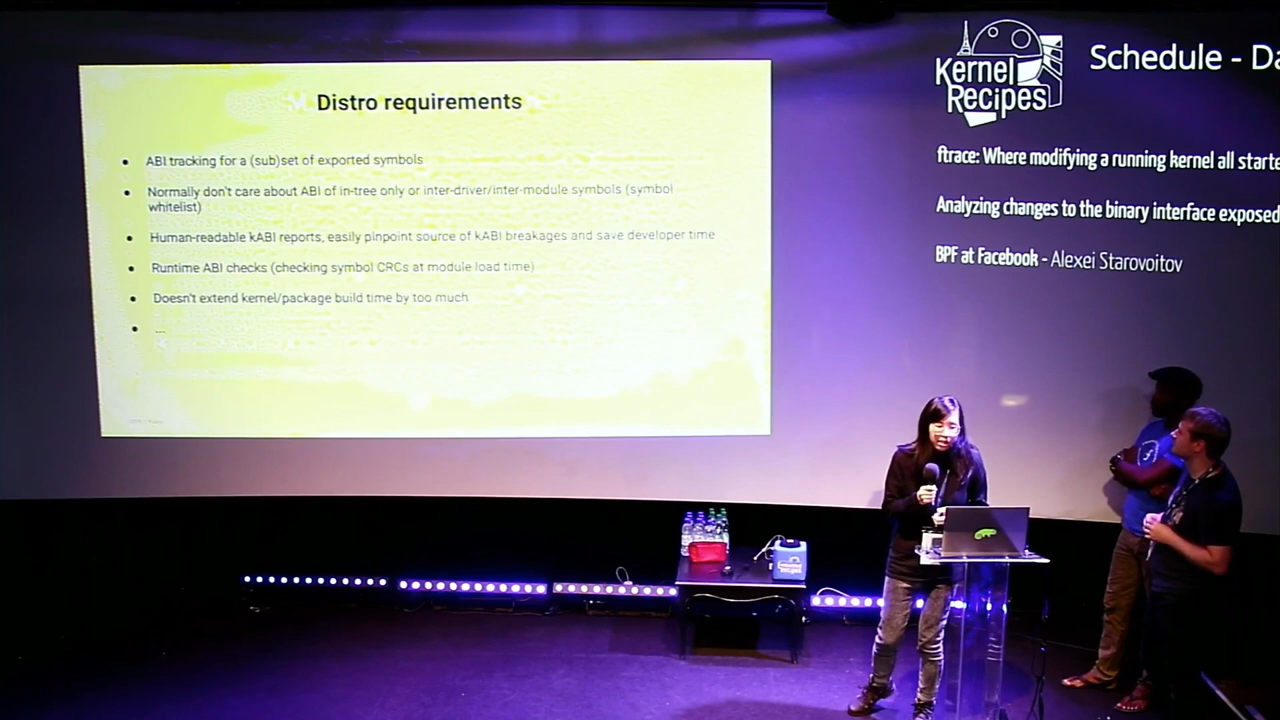 Distro requirements
● ABI tracking for a (sub)set of exported symbols
● Normally don't care about ABI of in-tree only or inter-driver/inter-module symbols (symbol
whitelist)
● Human-readable kABI reports, easily pinpoint source of kABI breakages and save developer time
● Runtime ABI checks (checking symbol CRCs at module load time)
● Doesn't extend kernel/package build time by too much
● ...
Kernel
Recipes
Schedule - Da
ftrace: Where modifying a running kernel all starte
Analyzing changes to the binary interface exposed
BPF at Facebook - Alexei Starovoitov